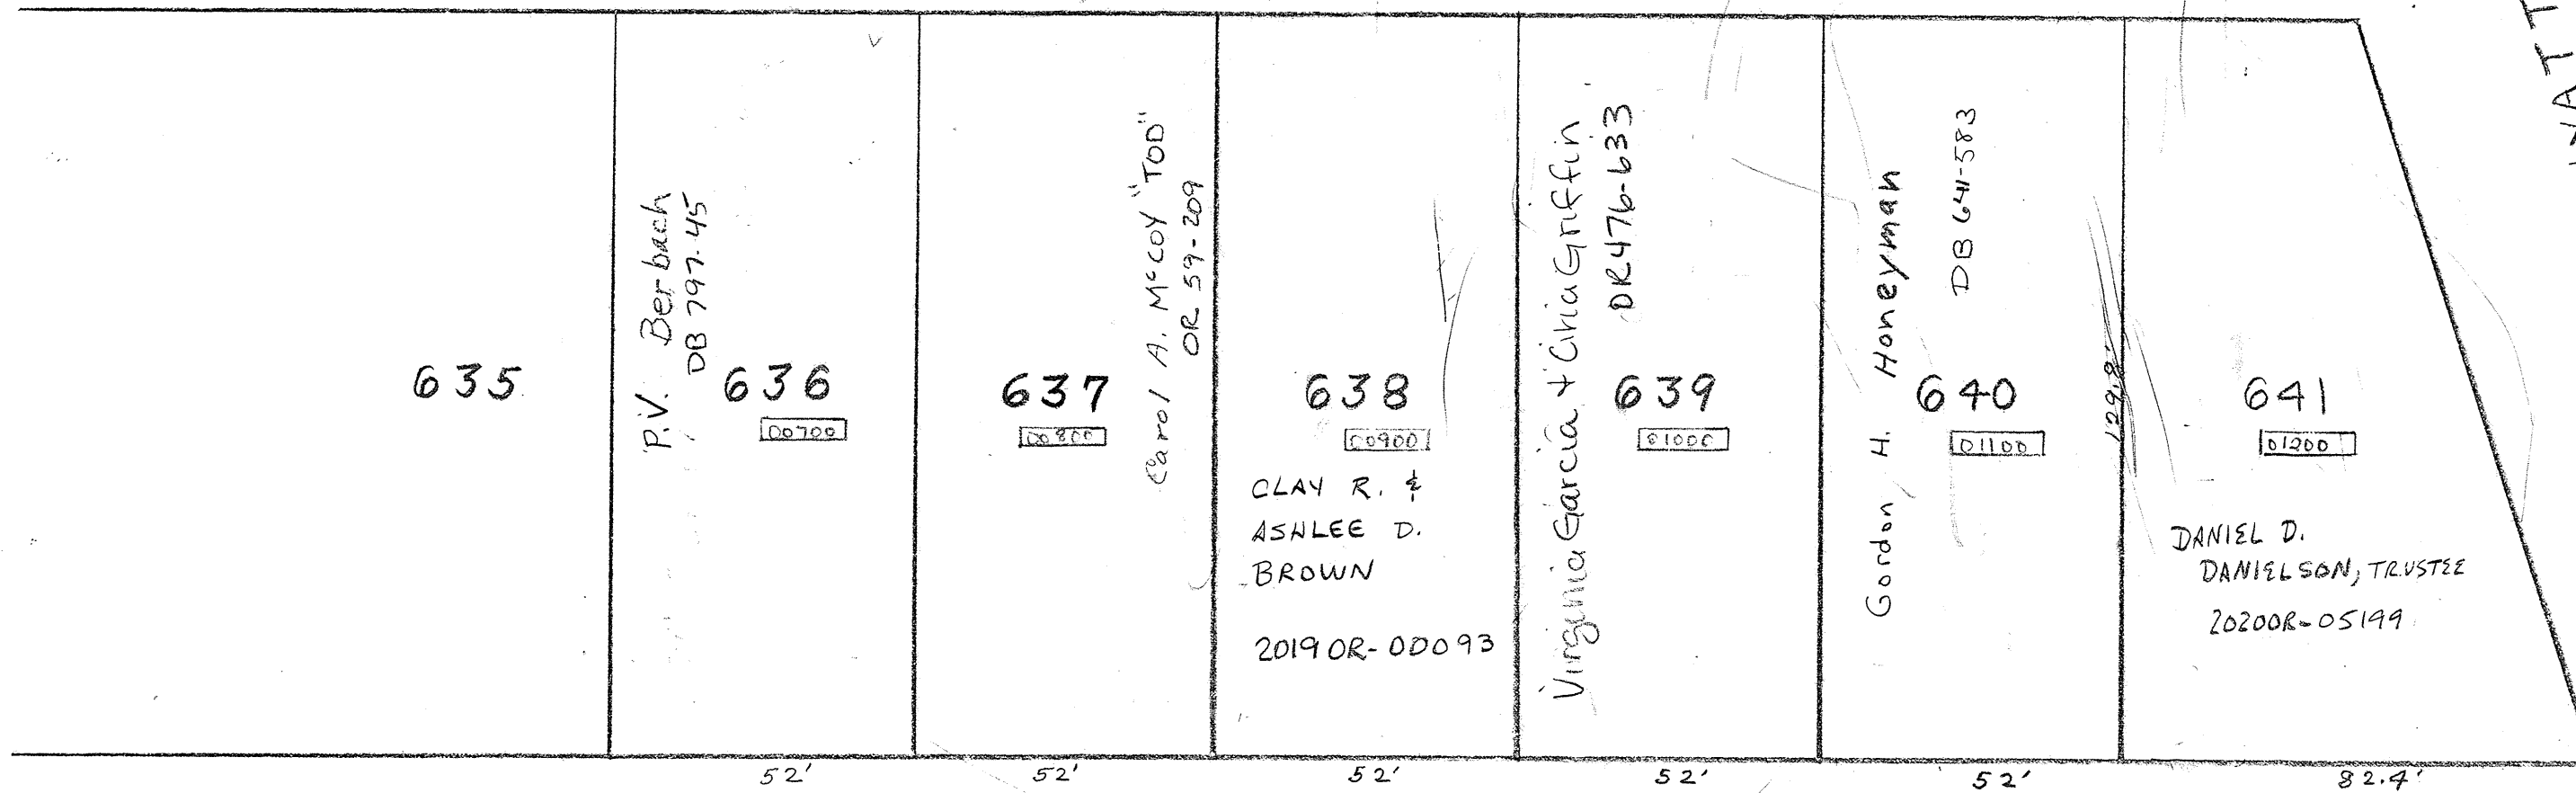 635
P.V. Berbach
DB 797-45
636
00700
637
00800
Carol A. McCoy "TOD"
OR 59-209
638
00900
CLAY R. &
ASHLEE D.
BROWN
2019OR-00093
Virginia Garcia + Ciria Griffin
OR476-633
639
01000
Gordon H. Honeyman
DB 641-583
640
01100
129.8'
641
01200
DANIEL D.
DANIELSON, TRUSTEE
2020OR-05199
52'
52'
52'
52'
52'
82.4'